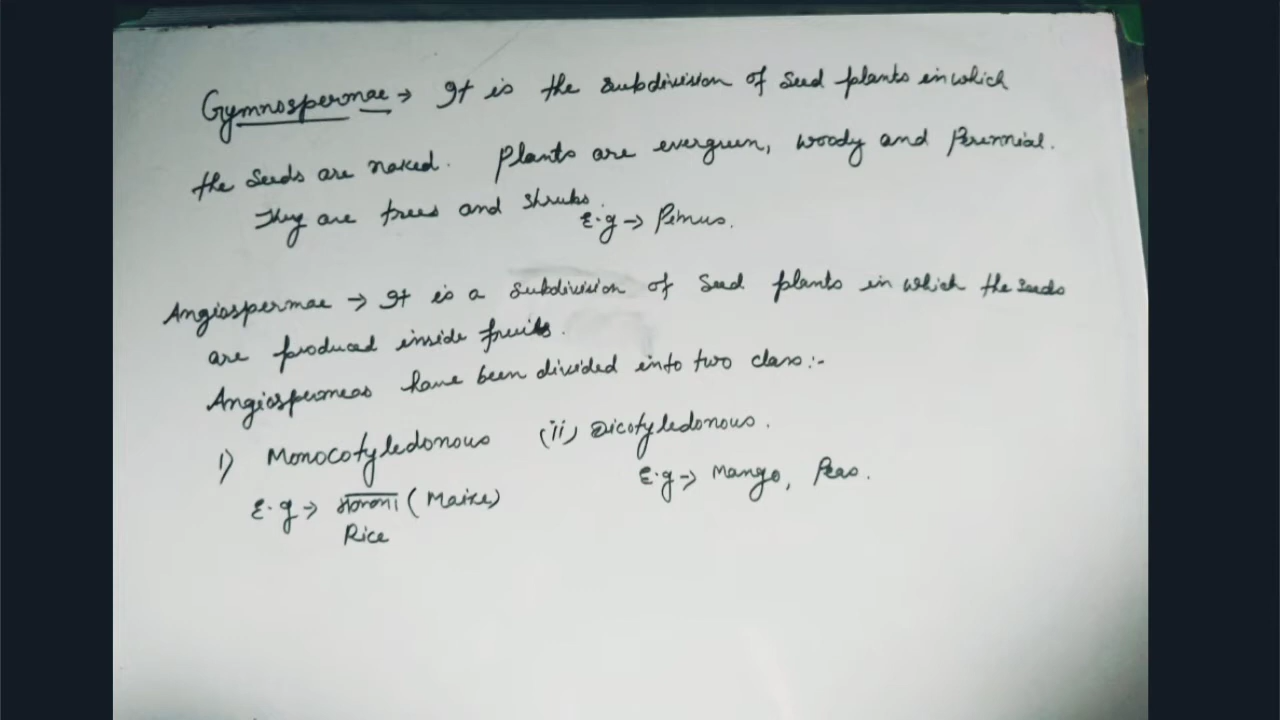 Gymnospermae → It is the subdivision of Seed plants in which
the Seeds are naked. Plants are evergreen, woody and Perennial.
They are trees and shrubs.
E.g → Pinus.
Angiospermae → It is a subdivision of Seed plants in which the seeds
are produced inside fruits.
Angiospermeas have been divided into two class:-
1) Monocotyledonous (ii) Dicotyledonous.
E.g → (Maize) E.g → Mango, Peas.
Rice